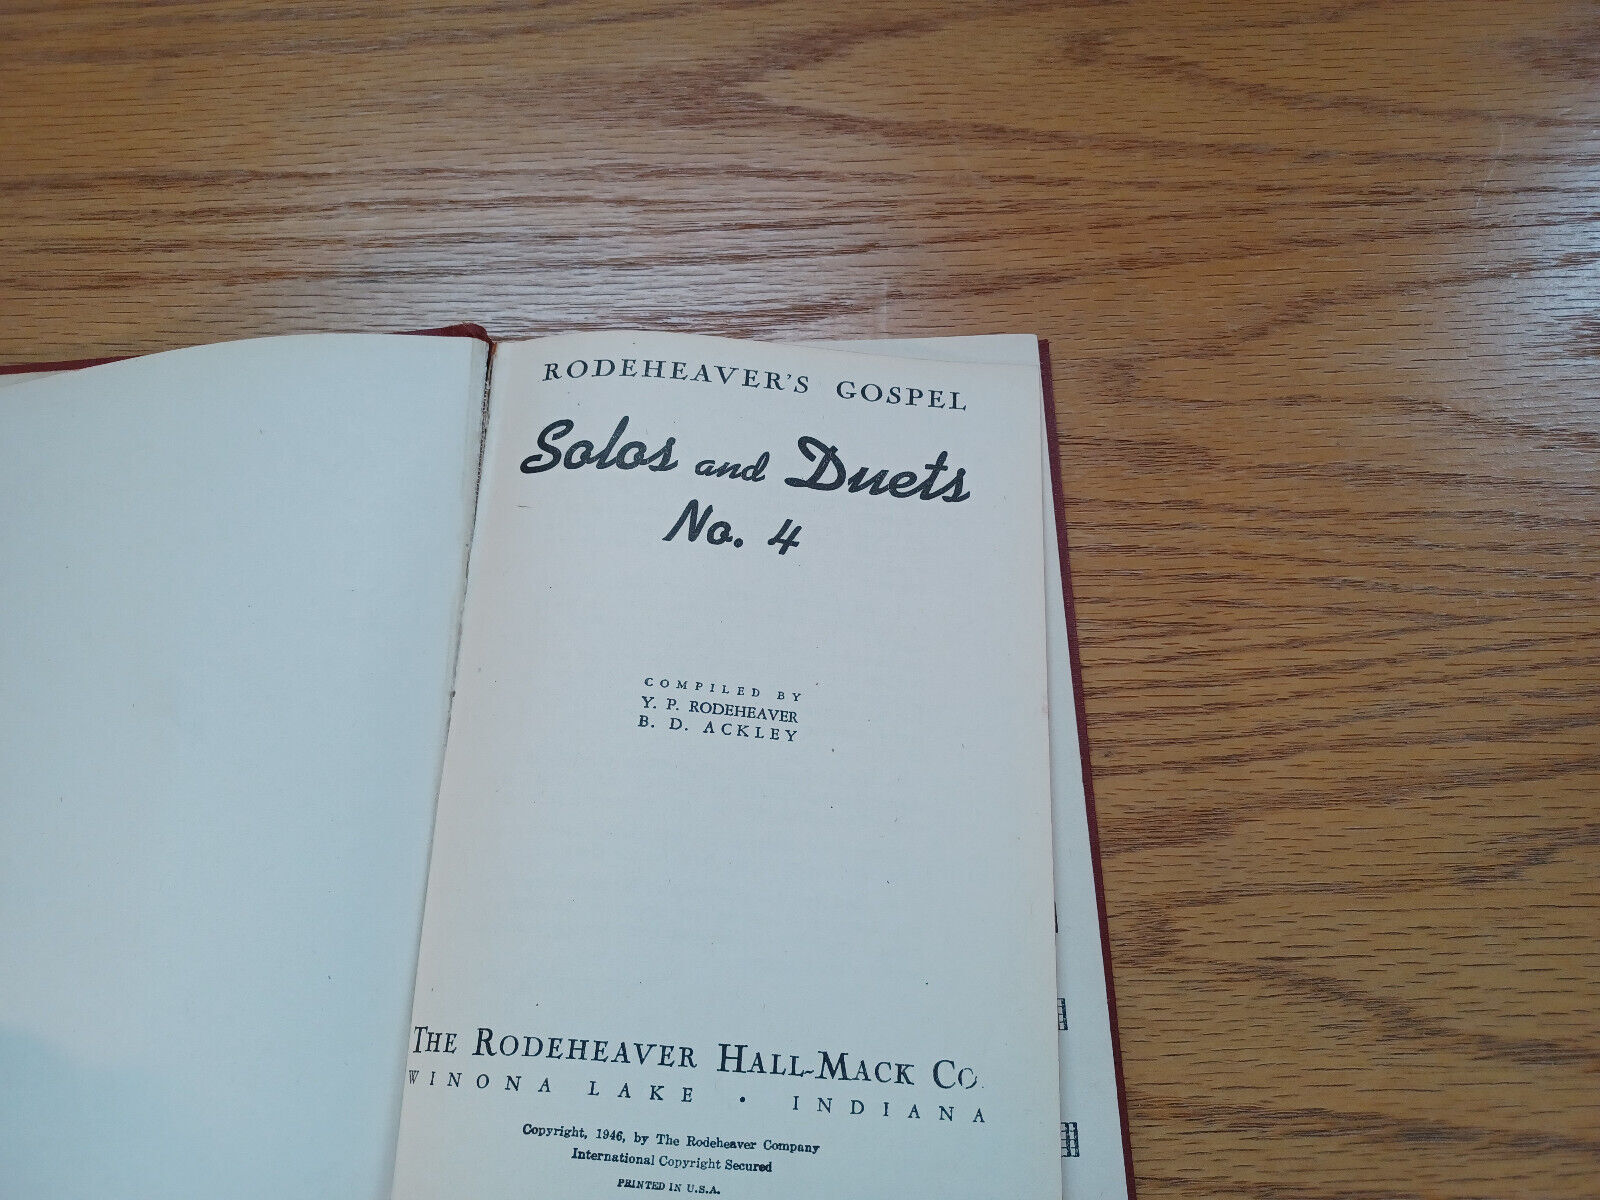 RODEHEAVER'S GOSPEL
Solos and Duets
No. 4
COMPILED BY
Y. P. RODEHEAVER
B. D. ACKLEY
THE RODEHEAVER HALL-MACK CO.
WINONA LAKE • INDIANA
Copyright, 1946, by The Rodeheaver Company
International Copyright Secured
PRINTED IN U.S.A.